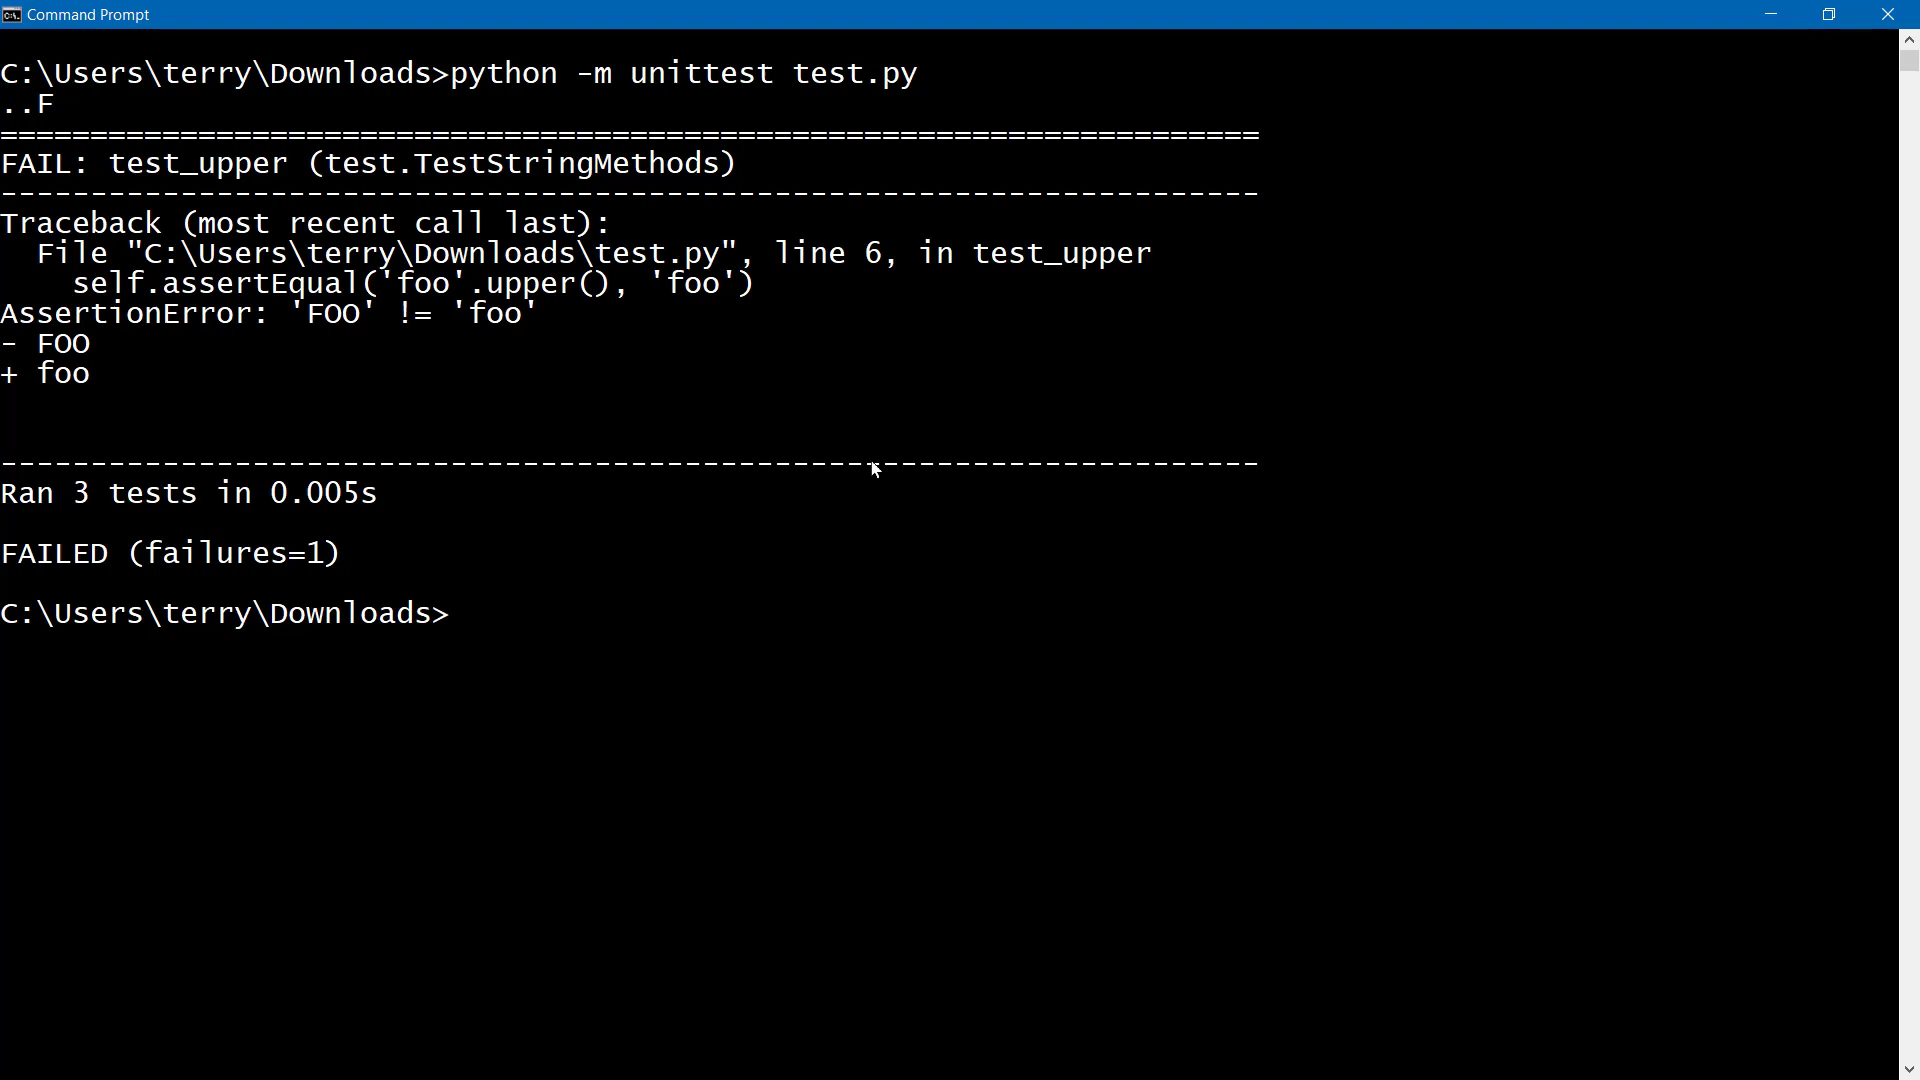 Command Prompt
C:\Users\terry\Downloads>python -m unittest test.py
..F
======================================================================
FAIL: test_upper (test.TestStringMethods)
----------------------------------------------------------------------
Traceback (most recent call last):
  File "C:\Users\terry\Downloads\test.py", line 6, in test_upper
    self.assertEqual('foo'.upper(), 'foo')
AssertionError: 'FOO' != 'foo'
- FOO
+ foo
----------------------------------------------------------------------
Ran 3 tests in 0.005s
FAILED (failures=1)
C:\Users\terry\Downloads>